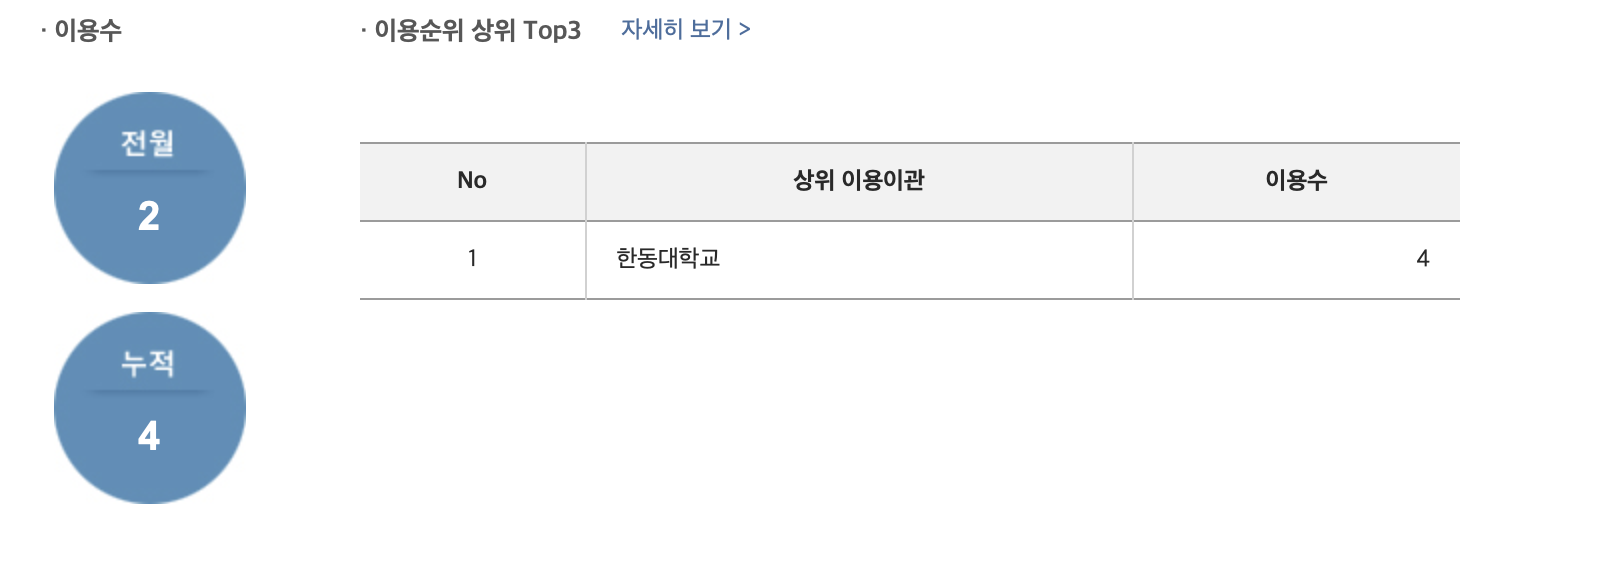 · 이용수
· 이용순위 상위 Top3 자세히 보기 >
전월
2
누적
4
No 상위 이용이관 이용수
1 한동대학교 4